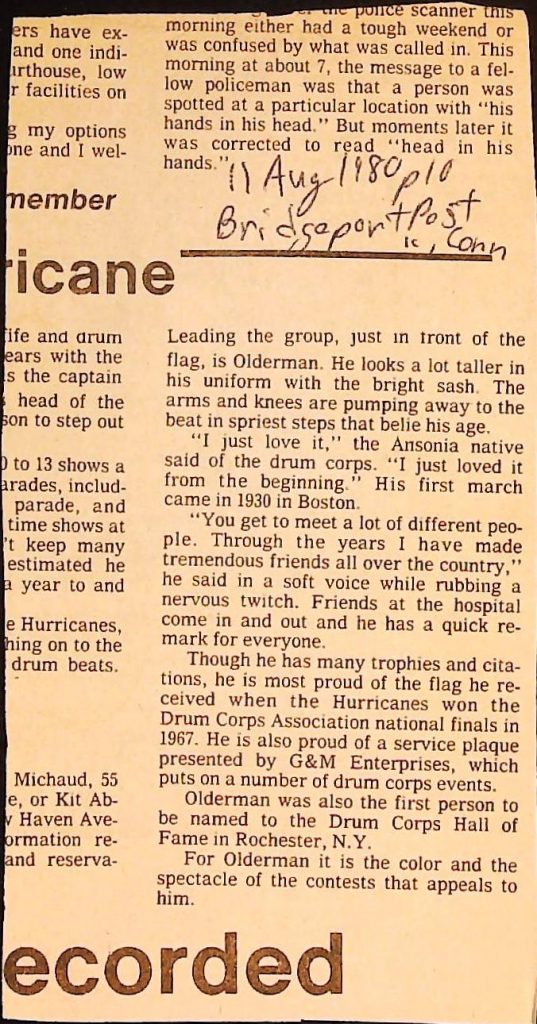 ers have ex-
and one indi-
urthouse, low
r facilities on
g my options
one and I wel-
member
the police scanner this
morning either had a tough weekend or
was confused by what was called in. This
morning at about 7, the message to a fel-
low policeman was that a person was
spotted at a particular location with "his
hands in his head." But moments later it
was corrected to read "head in his
hands."
11 Aug 1980 p10
Bridgeport Post
, Conn
ricane
fife and drum
ears with the
s the captain
head of the
son to step out
0 to 13 shows a
arades, includ-
parade, and
time shows at
't keep many
estimated he
a year to and
e Hurricanes,
hing on to the
drum beats.
Michaud, 55
e, or Kit Ab-
v Haven Ave-
ormation re-
and reserva-
Leading the group, just in front of the
flag, is Olderman. He looks a lot taller in
his uniform with the bright sash. The
arms and knees are pumping away to the
beat in spriest steps that belie his age.
"I just love it," the Ansonia native
said of the drum corps. "I just loved it
from the beginning." His first march
came in 1930 in Boston.
"You get to meet a lot of different peo-
ple. Through the years I have made
tremendous friends all over the country,"
he said in a soft voice while rubbing a
nervous twitch. Friends at the hospital
come in and out and he has a quick re-
mark for everyone.
Though he has many trophies and cita-
tions, he is most proud of the flag he re-
ceived when the Hurricanes won the
Drum Corps Association national finals in
1967. He is also proud of a service plaque
presented by G&M Enterprises, which
puts on a number of drum corps events.
Olderman was also the first person to
be named to the Drum Corps Hall of
Fame in Rochester, N.Y.
For Olderman it is the color and the
spectacle of the contests that appeals to
him.
ecorded